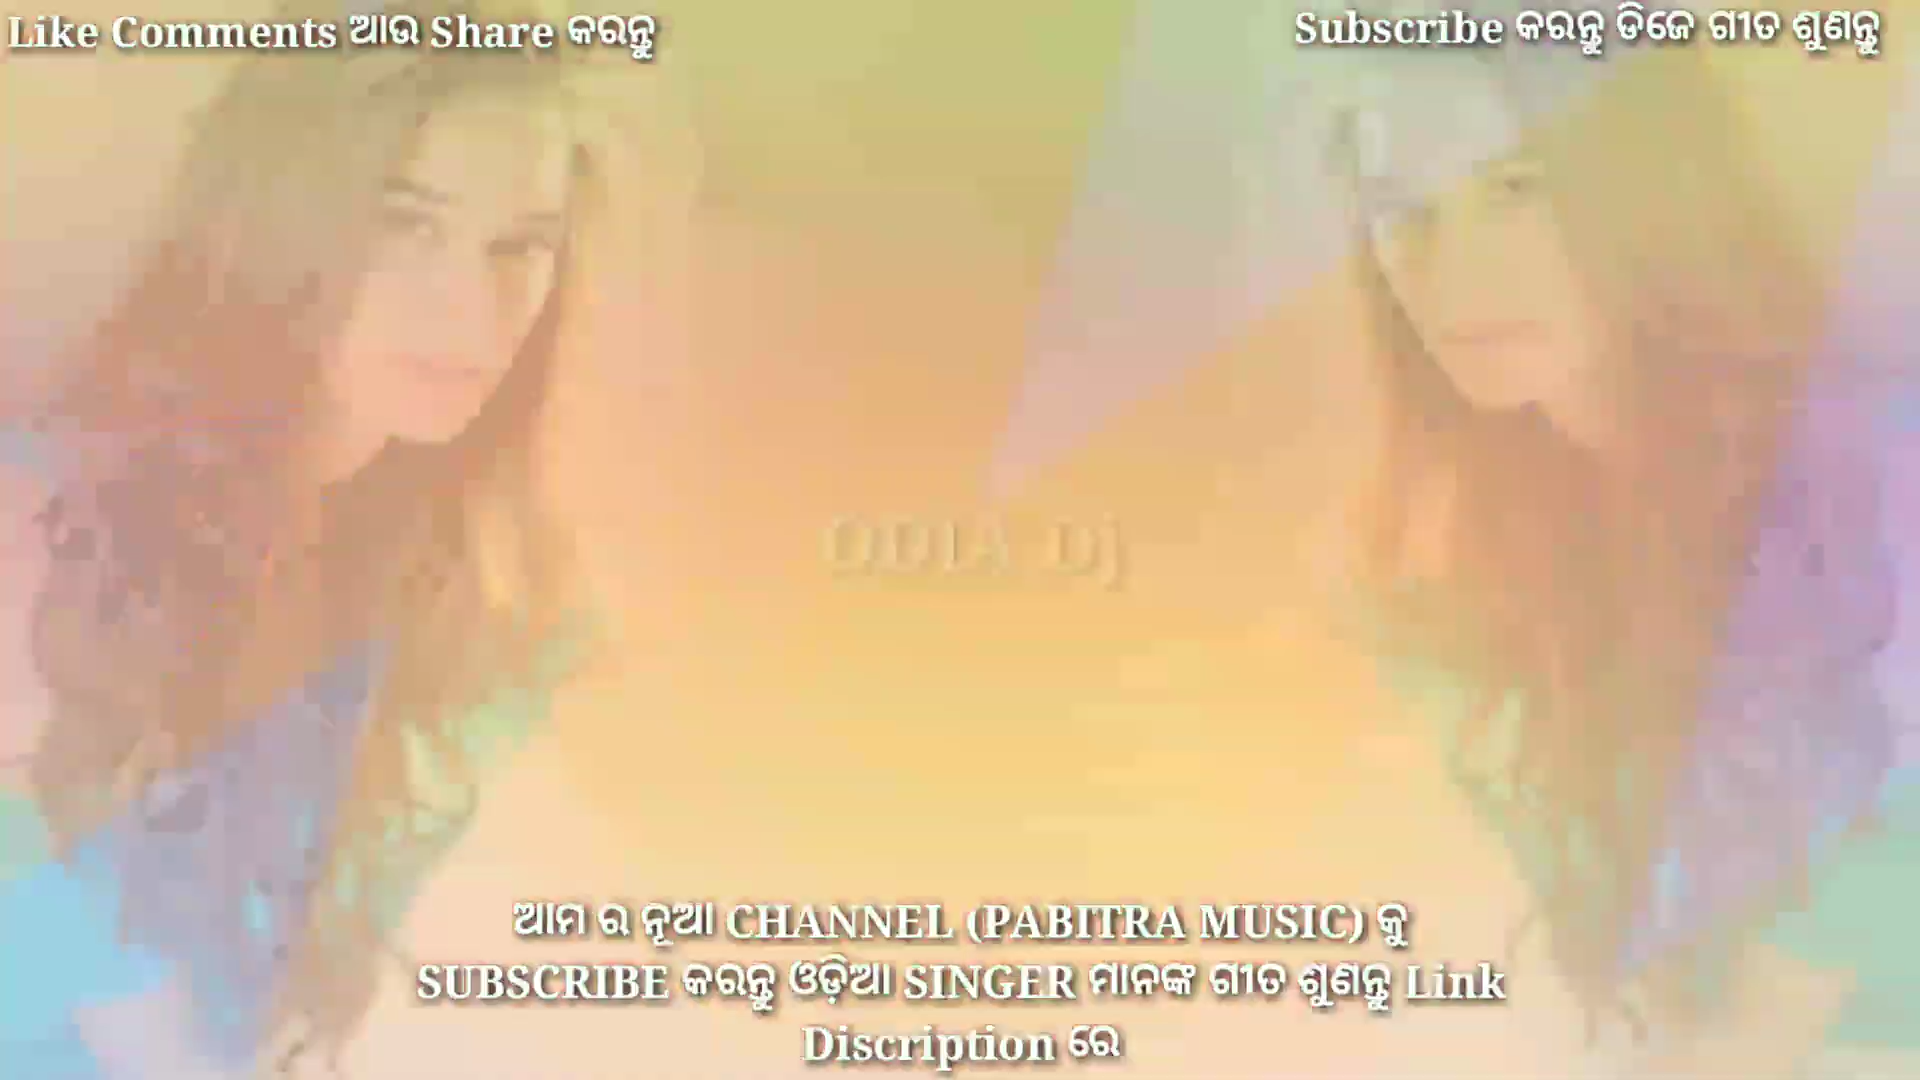 Like Comments ଆଉ Share କରନ୍ତୁ
Subscribe କରନ୍ତୁ ଡିଜେ ଗୀତ ଶୁଣନ୍ତୁ
ODIA Dj
ଆମ ର ନୂଆ CHANNEL (PABITRA MUSIC) କୁ
SUBSCRIBE କରନ୍ତୁ ଓଡ଼ିଆ SINGER ମାନଙ୍କ ଗୀତ ଶୁଣନ୍ତୁ Link
Discription ରେ